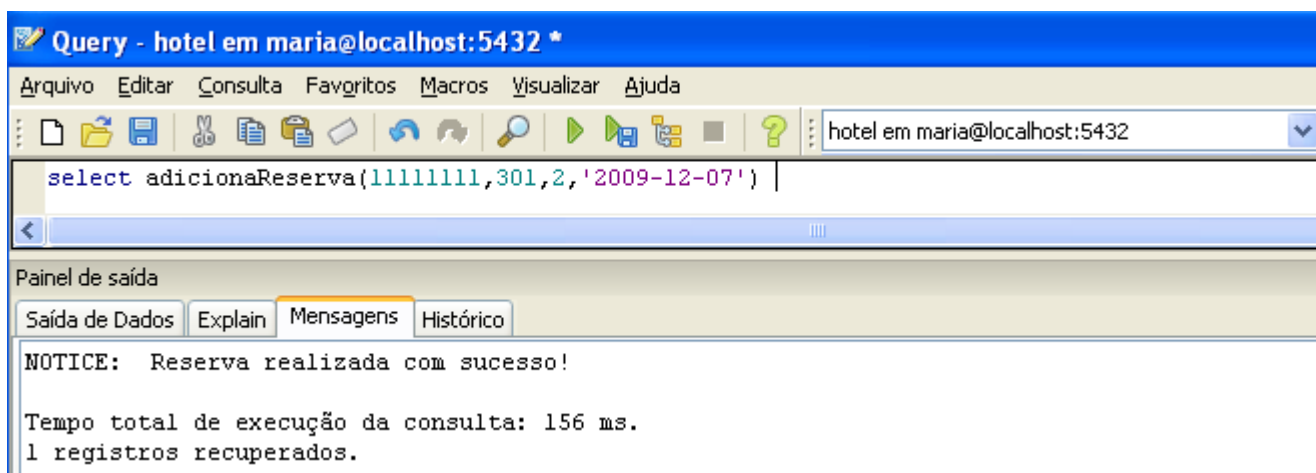 Query - hotel em maria@localhost:5432 *
Arquivo Editar Consulta Favoritos Macros Visualizar Ajuda
hotel em maria@localhost:5432
select adicionaReserva(11111111,301,2,'2009-12-07')
Painel de saída
Saída de Dados Explain Mensagens Histórico
NOTICE:  Reserva realizada com sucesso!
Tempo total de execução da consulta: 156 ms.
1 registros recuperados.